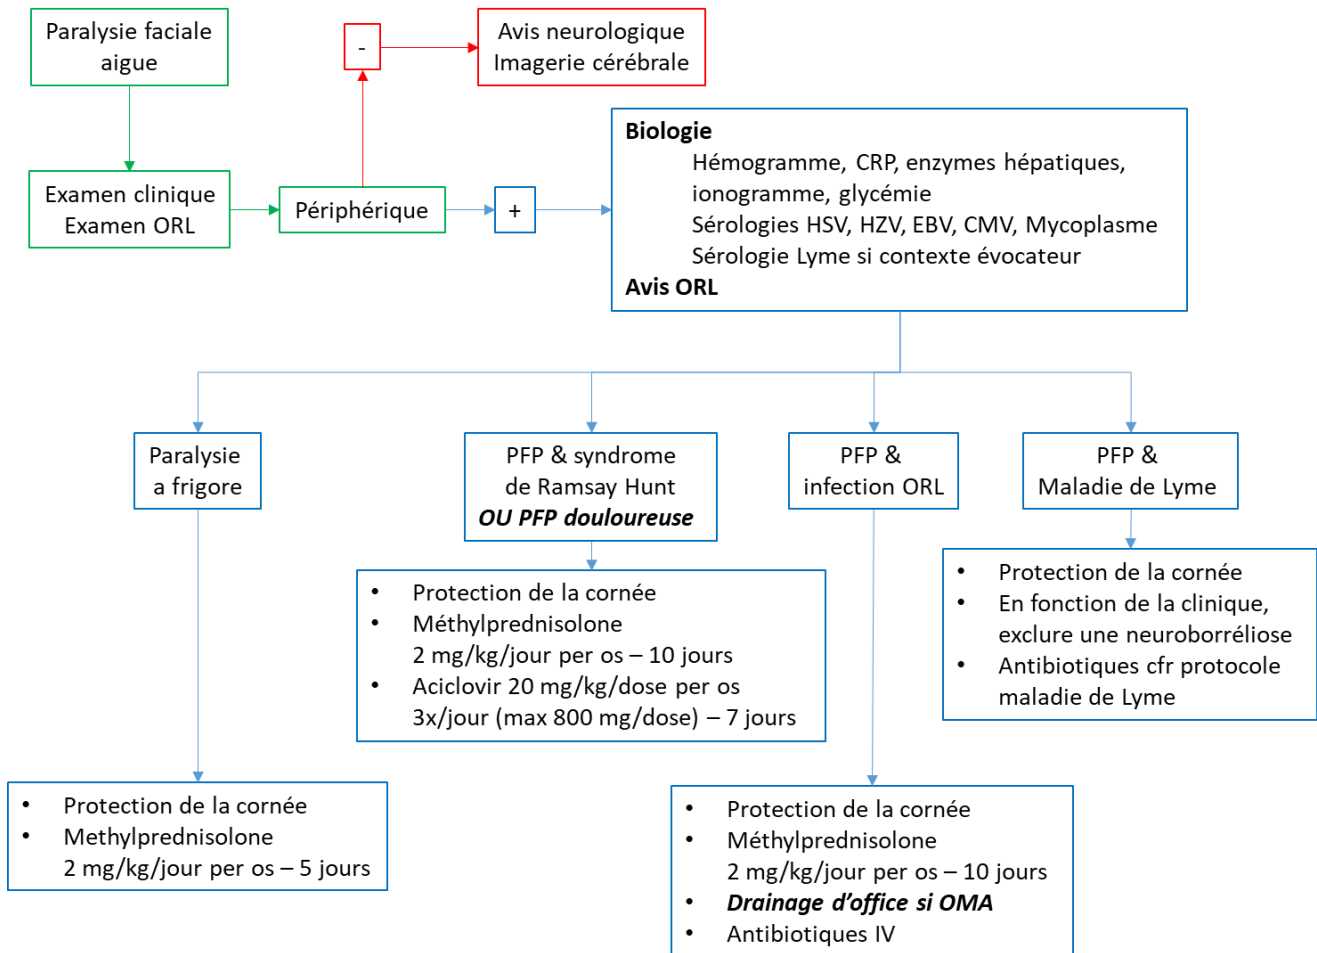 Paralysie faciale
aigue
-
Avis neurologique
Imagerie cérébrale
Examen clinique
Examen ORL
Périphérique
+
Biologie
Hémogramme, CRP, enzymes hépatiques,
ionogramme, glycémie
Sérologies HSV, HZV, EBV, CMV, Mycoplasme
Sérologie Lyme si contexte évocateur
Avis ORL
Paralysie
a frigore
PFP & syndrome
de Ramsay Hunt
OU PFP douloureuse
PFP &
infection ORL
PFP &
Maladie de Lyme
• Protection de la cornée
• Méthylprednisolone
2 mg/kg/jour per os – 10 jours
• Aciclovir 20 mg/kg/dose per os
3x/jour (max 800 mg/dose) – 7 jours
• Protection de la cornée
• En fonction de la clinique,
exclure une neuroborréliose
• Antibiotiques cfr protocole
maladie de Lyme
• Protection de la cornée
• Methylprednisolone
2 mg/kg/jour per os – 5 jours
• Protection de la cornée
• Méthylprednisolone
2 mg/kg/jour per os – 10 jours
• Drainage d'office si OMA
• Antibiotiques IV